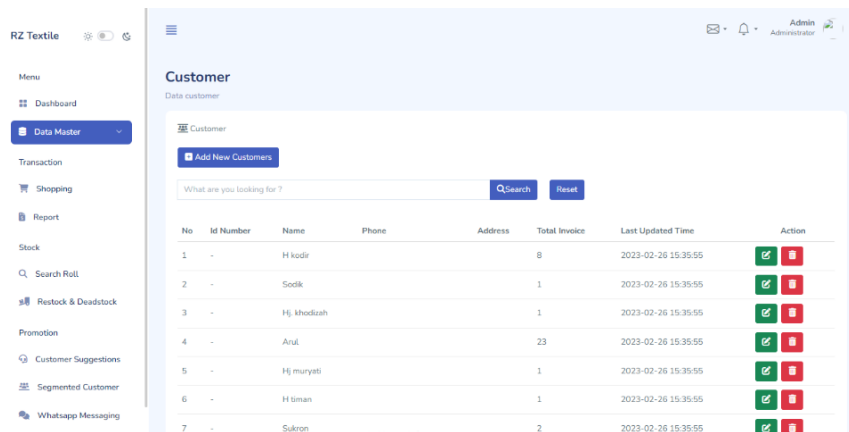 RZ Textile
Admin
Administrator
Menu
Dashboard
Data Master
Transaction
Shopping
Report
Stock
Search Roll
Restock & Deadstock
Promotion
Customer Suggestions
Segmented Customer
Whatsapp Messaging
Customer
Data customer
Customer
Add New Customers
What are you looking for ?
Search
Reset
No Id Number Name Phone Address Total Invoice Last Updated Time Action
1 - H kodir 8 2023-02-26 15:35:55
2 - Sodik 1 2023-02-26 15:35:55
3 - Hj. khodizah 1 2023-02-26 15:35:55
4 - Arul 23 2023-02-26 15:35:55
5 - Hj muryati 1 2023-02-26 15:35:55
6 - H timan 1 2023-02-26 15:35:55
7 - Sukron 2 2023-02-26 15:35:55